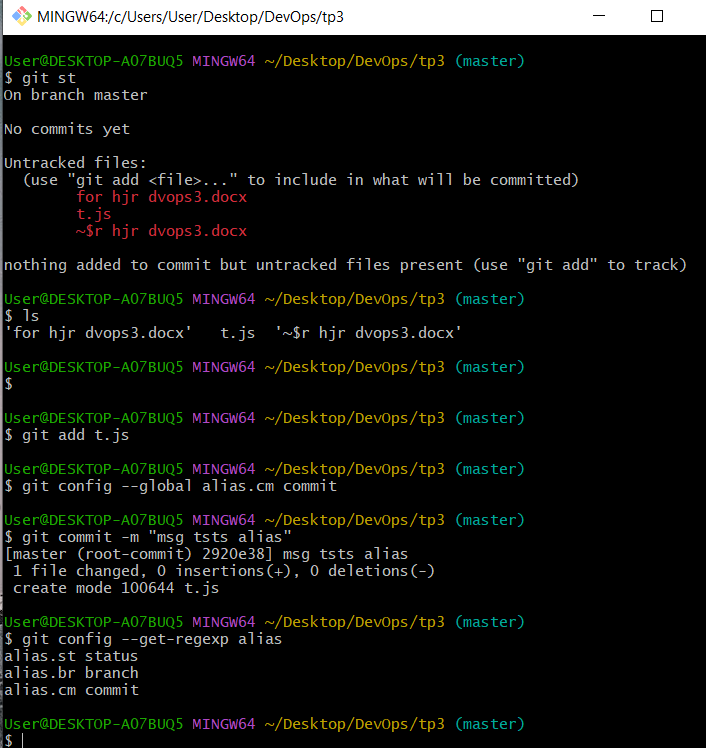 MINGW64:/c/Users/User/Desktop/DevOps/tp3
User@DESKTOP-A07BUQ5 MINGW64 ~/Desktop/DevOps/tp3 (master)
$ git st
On branch master
No commits yet
Untracked files:
  (use "git add <file>..." to include in what will be committed)
        for hjr dvops3.docx
        t.js
        ~$r hjr dvops3.docx
nothing added to commit but untracked files present (use "git add" to track)
User@DESKTOP-A07BUQ5 MINGW64 ~/Desktop/DevOps/tp3 (master)
$ ls
'for hjr dvops3.docx'   t.js  '~$r hjr dvops3.docx'
User@DESKTOP-A07BUQ5 MINGW64 ~/Desktop/DevOps/tp3 (master)
$
User@DESKTOP-A07BUQ5 MINGW64 ~/Desktop/DevOps/tp3 (master)
$ git add t.js
User@DESKTOP-A07BUQ5 MINGW64 ~/Desktop/DevOps/tp3 (master)
$ git config --global alias.cm commit
User@DESKTOP-A07BUQ5 MINGW64 ~/Desktop/DevOps/tp3 (master)
$ git commit -m "msg tsts alias"
[master (root-commit) 2920e38] msg tsts alias
 1 file changed, 0 insertions(+), 0 deletions(-)
 create mode 100644 t.js
User@DESKTOP-A07BUQ5 MINGW64 ~/Desktop/DevOps/tp3 (master)
$ git config --get-regexp alias
alias.st status
alias.br branch
alias.cm commit
User@DESKTOP-A07BUQ5 MINGW64 ~/Desktop/DevOps/tp3 (master)
$